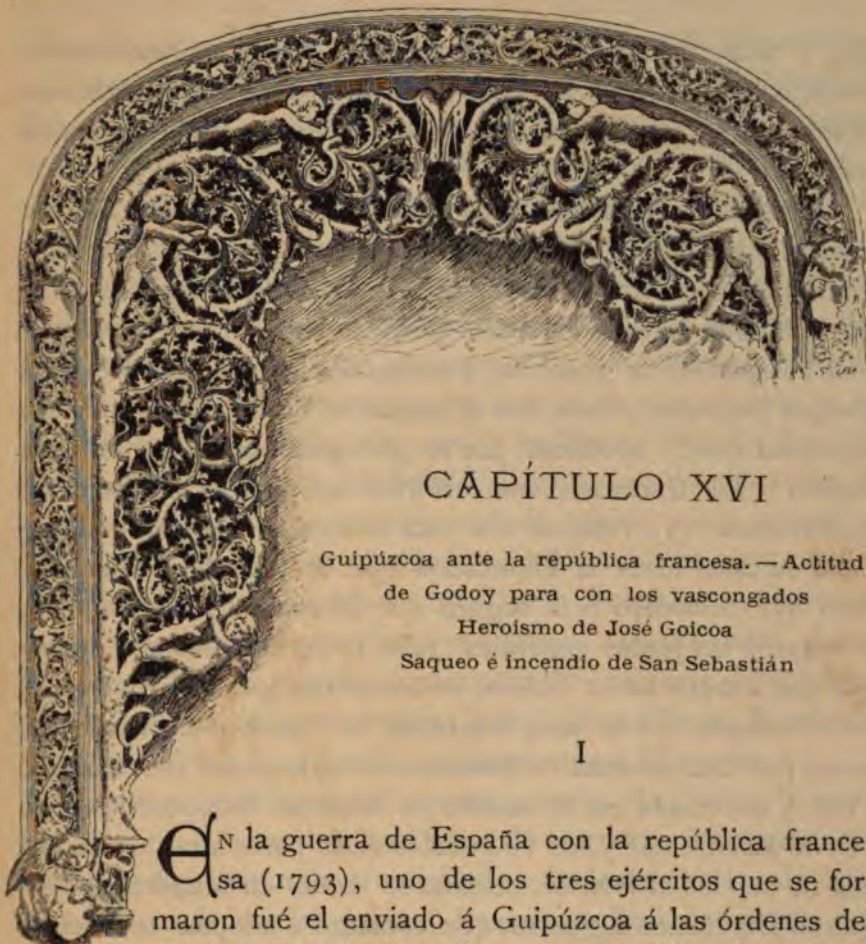 CAPÍTULO XVI
Guipúzcoa ante la república francesa. — Actitud
de Godoy para con los vascongados
Heroismo de José Goicoa
Saqueo é incendio de San Sebastián
I
EN la guerra de España con la república france
sa (1793), uno de los tres ejércitos que se for
maron fué el enviado á Guipúzcoa á las órdenes de